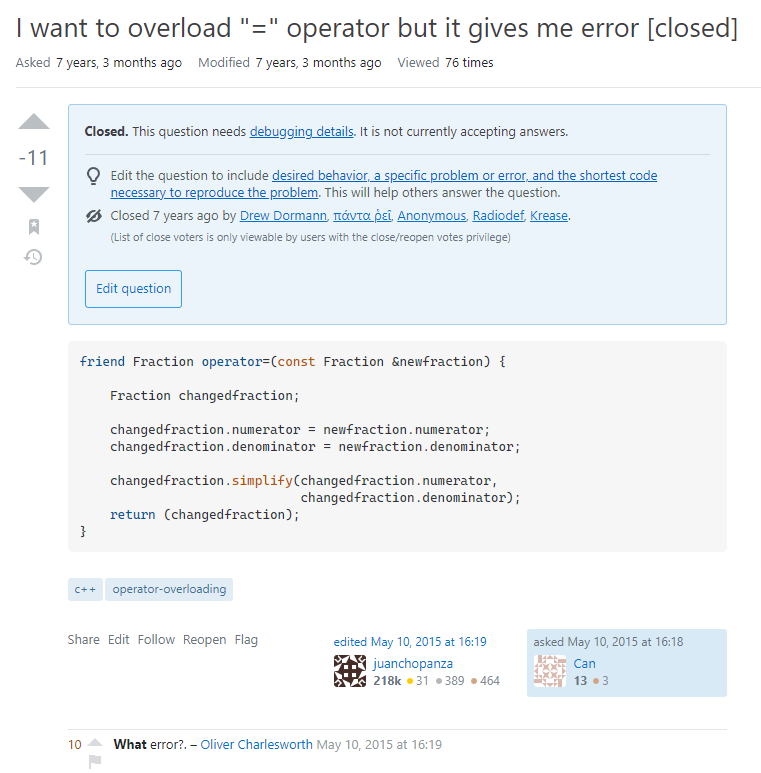 I want to overload "=" operator but it gives me error [closed]
Asked 7 years, 3 months ago Modified 7 years, 3 months ago Viewed 76 times
-11
Closed. This question needs debugging details. It is not currently accepting answers.
Edit the question to include desired behavior, a specific problem or error, and the shortest code
necessary to reproduce the problem. This will help others answer the question.
Closed 7 years ago by Drew Dormann, πάντα ῥεῖ, Anonymous, Radiodef, Krease.
(List of close voters is only viewable by users with the close/reopen votes privilege)
Edit question
friend Fraction operator=(const Fraction &newfraction) {
Fraction changedfraction;
changedfraction.numerator = newfraction.numerator;
changedfraction.denominator = newfraction.denominator;
changedfraction.simplify(changedfraction.numerator,
changedfraction.denominator);
return (changedfraction);
}
c++ operator-overloading
Share Edit Follow Reopen Flag
edited May 10, 2015 at 16:19
juanchopanza
218k 31 389 464
asked May 10, 2015 at 16:18
Can
13 3
10 What error?. – Oliver Charlesworth May 10, 2015 at 16:19